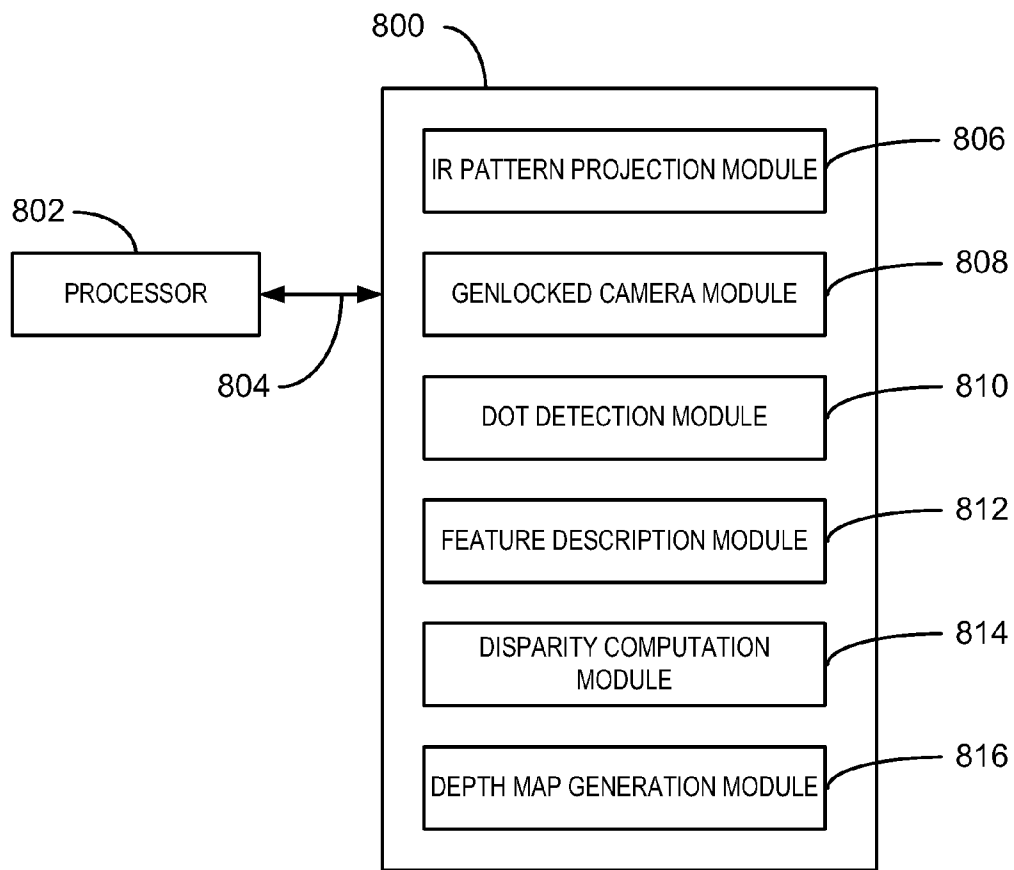 800
IR PATTERN PROJECTION MODULE
806
802
PROCESSOR
GENLOCKED CAMERA MODULE
808
804
DOT DETECTION MODULE
810
FEATURE DESCRIPTION MODULE
812
DISPARITY COMPUTATION
MODULE
814
DEPTH MAP GENERATION MODULE
816